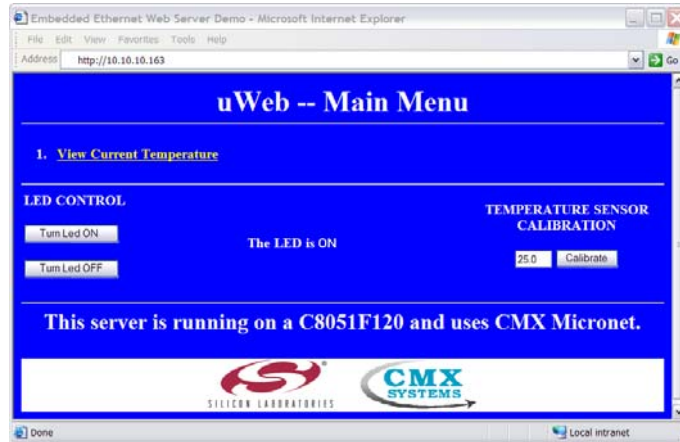 Embedded Ethernet Web Server Demo - Microsoft Internet Explorer
File Edit View Favorites Tools Help
Address http://10.10.10.163 Go
uWeb -- Main Menu
1. View Current Temperature
LED CONTROL
TEMPERATURE SENSOR
CALIBRATION
Turn Led ON
The LED is ON
25.0 Calibrate
Turn Led OFF
This server is running on a C8051F120 and uses CMX Micronet.
SILICON LABORATORIES
CMX
SYSTEMS
Done Local intranet